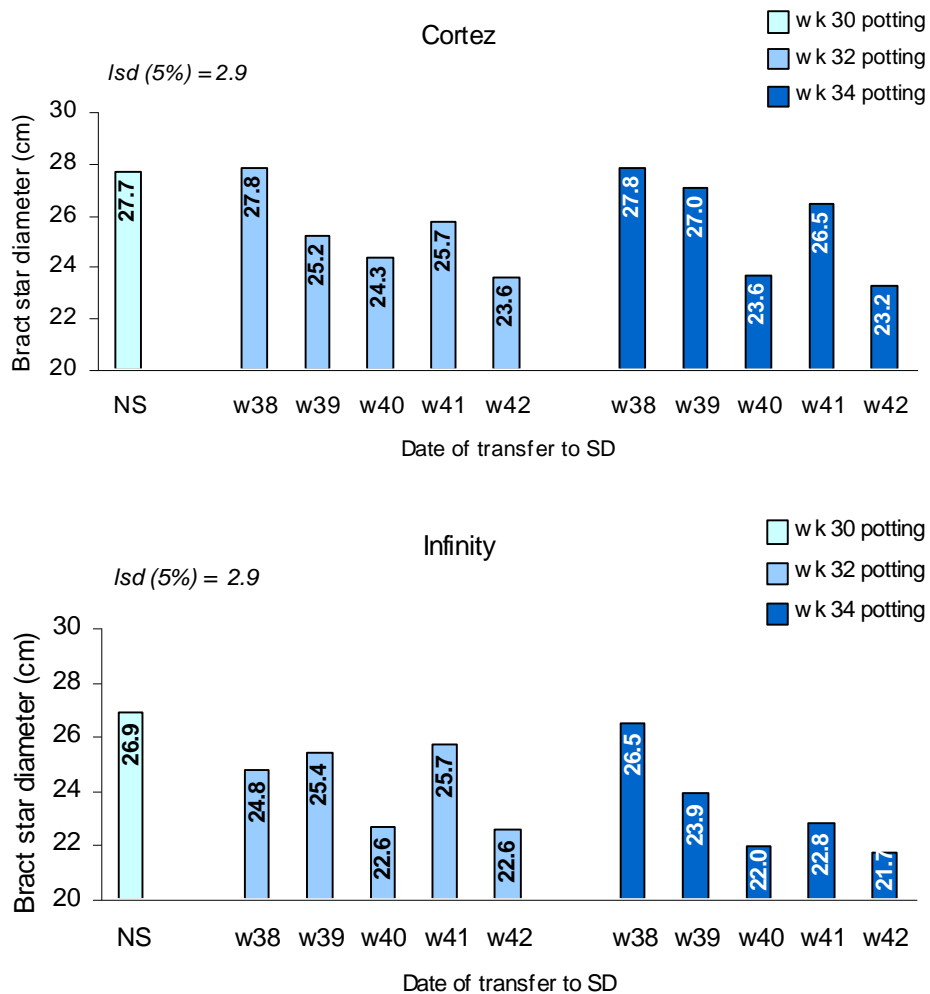 Cortez
wk 30 potting
wk 32 potting
wk 34 potting
lsd (5%) = 2.9
Bract star diameter (cm)
30
28
26
24
22
20
27.7
27.8
25.2
24.3
25.7
23.6
27.8
27.0
23.6
26.5
23.2
NS w38 w39 w40 w41 w42 w38 w39 w40 w41 w42
Date of transfer to SD
Infinity
wk 30 potting
wk 32 potting
wk 34 potting
lsd (5%) = 2.9
Bract star diameter (cm)
30
28
26
24
22
20
26.9
24.8
25.4
22.6
25.7
22.6
26.5
23.9
22.0
22.8
21.7
NS w38 w39 w40 w41 w42 w38 w39 w40 w41 w42
Date of transfer to SD